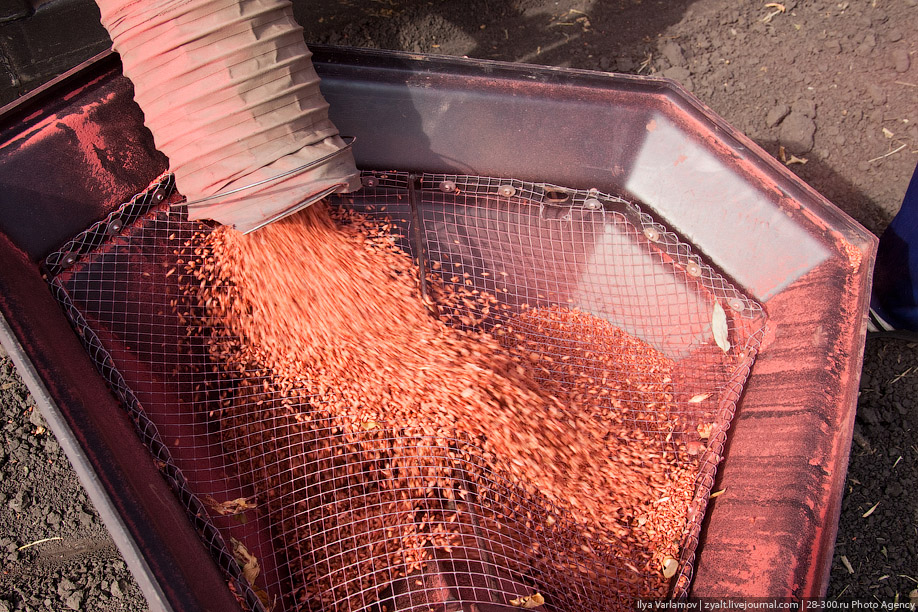 Ilya Varlamov | zyalt.livejournal.com | 28-300.ru Photo Agency